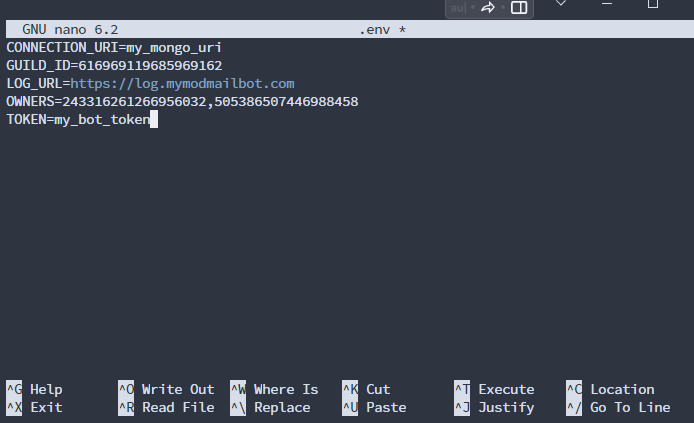 GNU nano 6.2 .env *
CONNECTION_URI=my_mongo_uri
GUILD_ID=616969119685969162
LOG_URL=https://log.mymodmailbot.com
OWNERS=243316261266956032,505386507446988458
TOKEN=my_bot_token
^G Help ^O Write Out ^W Where Is ^K Cut ^T Execute ^C Location
^X Exit ^R Read File ^\ Replace ^U Paste ^J Justify ^/ Go To Line